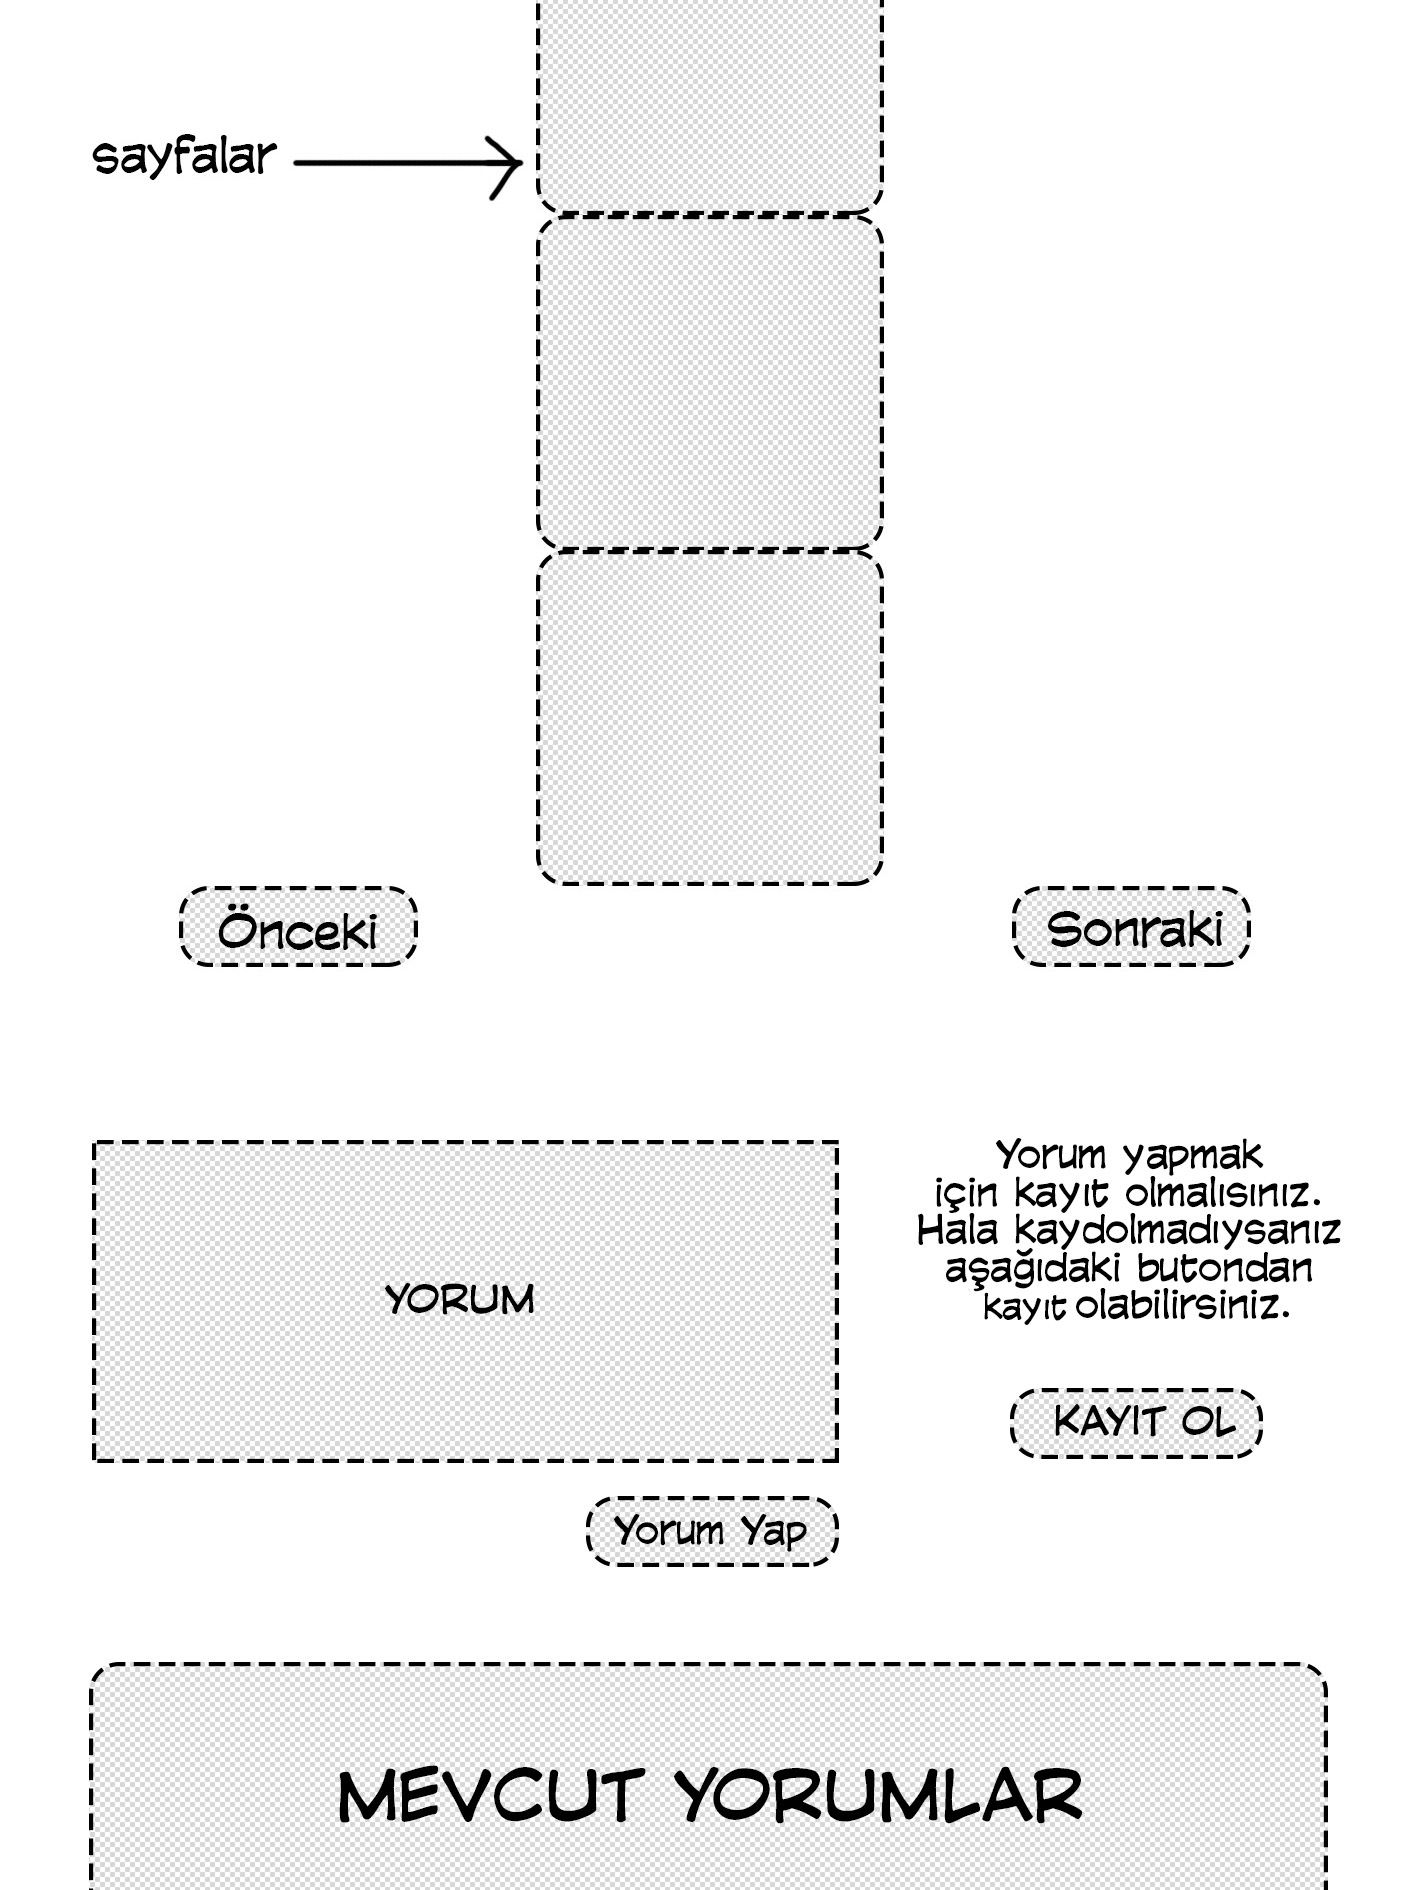 sayfalar
Önceki
Sonraki
YORUM
Yorum yapmak
için kayıt olmalısınız.
Hala kaydolmadıysanız
aşağıdaki butondan
kayıt olabilirsiniz.
KAYIT OL
Yorum Yap
MEVCUT YORUMLAR